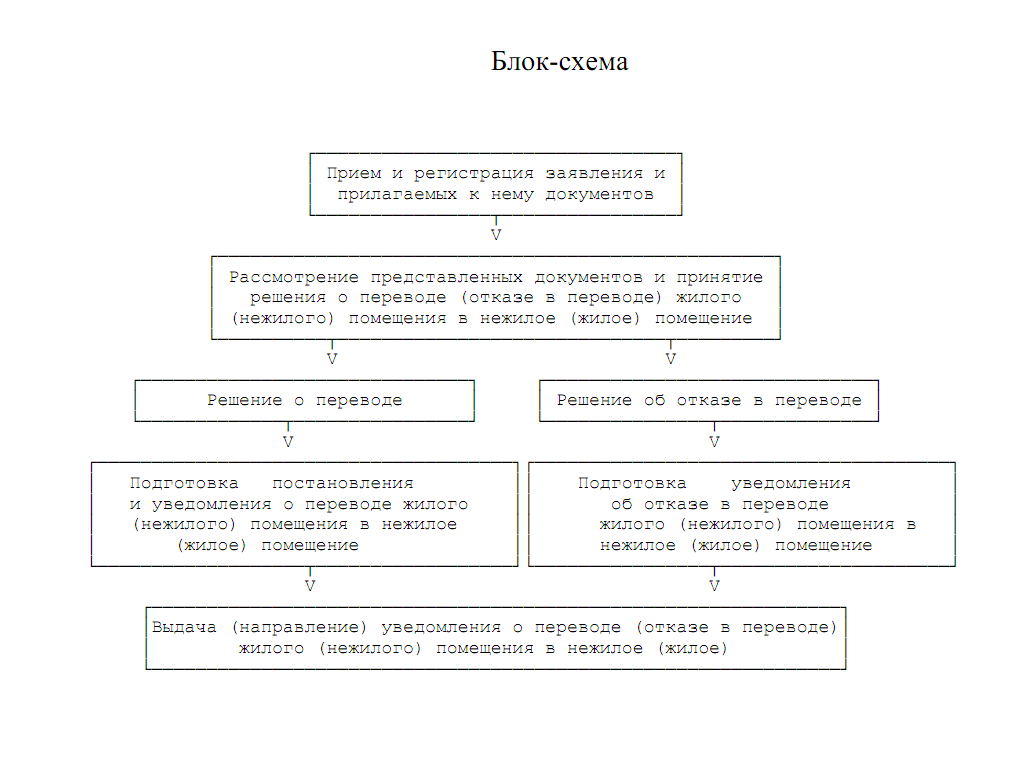 Блок-схема
Прием и регистрация заявления и
прилагаемых к нему документов
V
Рассмотрение представленных документов и принятие
решения о переводе (отказе в переводе) жилого
(нежилого) помещения в нежилое (жилое) помещение
V V
Решение о переводе
Решение об отказе в переводе
V V
Подготовка постановления
и уведомления о переводе жилого
(нежилого) помещения в нежилое
(жилое) помещение
Подготовка уведомления
об отказе в переводе
жилого (нежилого) помещения в
нежилое (жилое) помещение
V V
Выдача (направление) уведомления о переводе (отказе в переводе)
жилого (нежилого) помещения в нежилое (жилое)